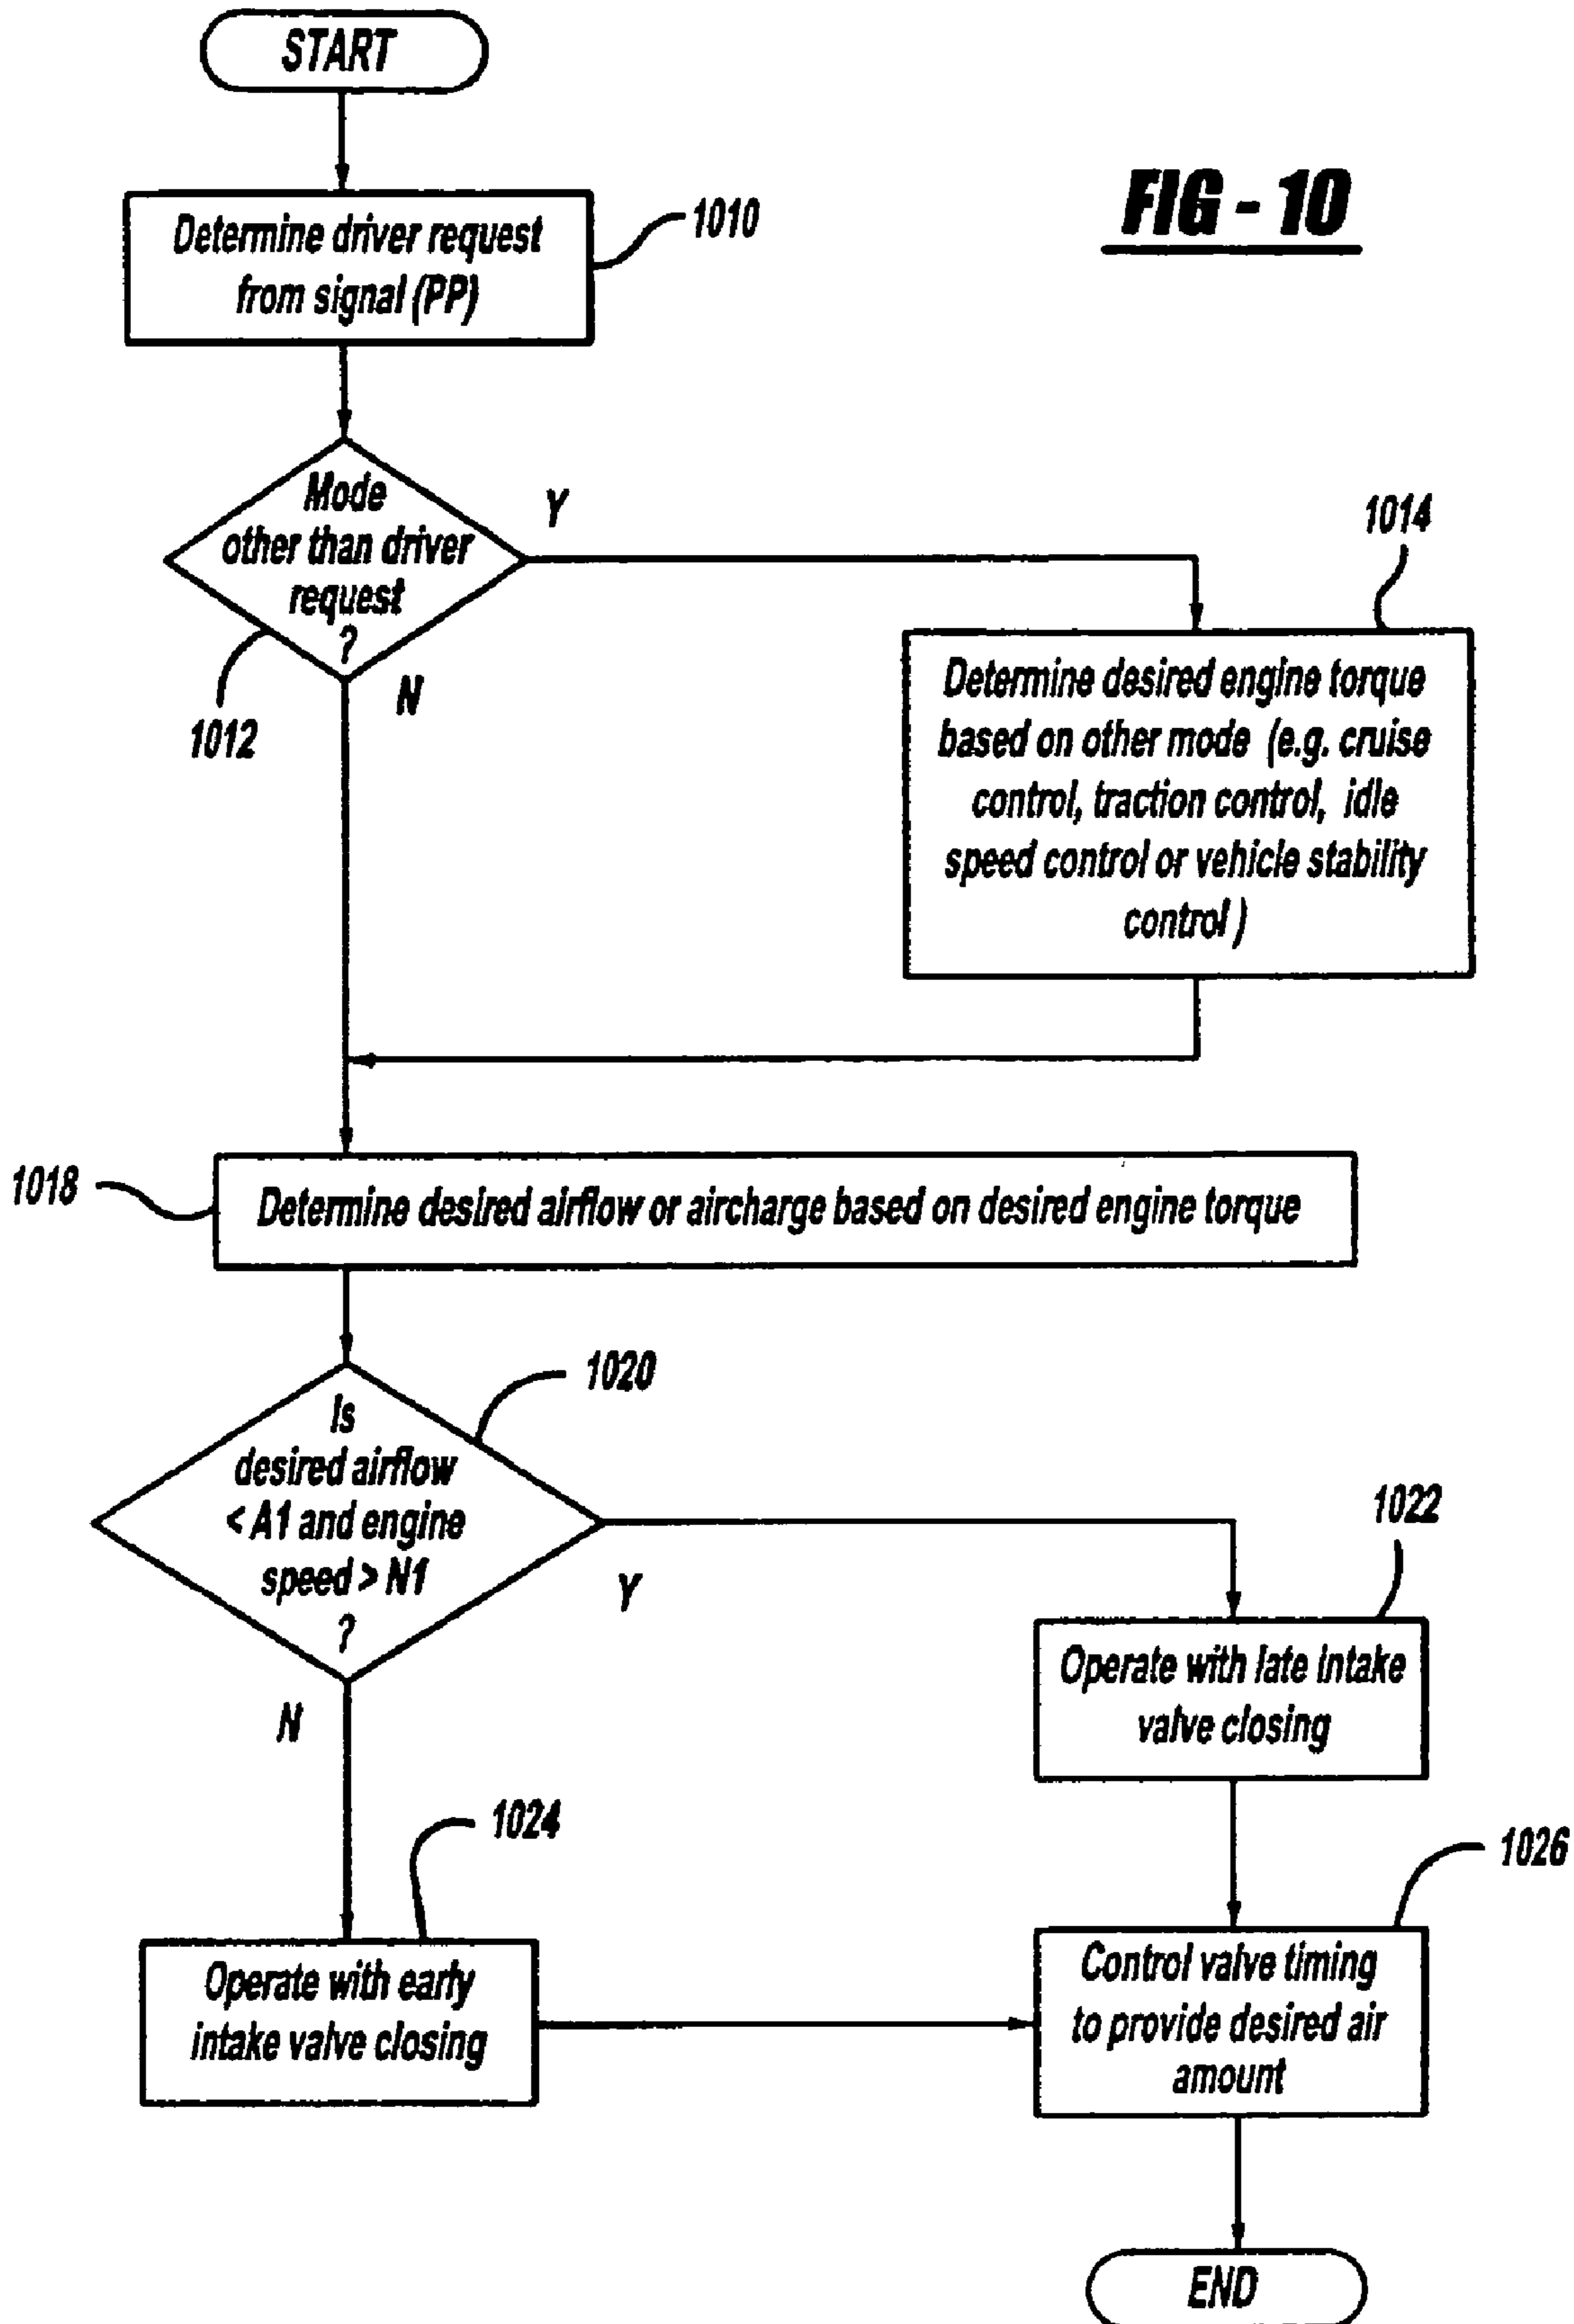 START
FIG - 10
Determine driver request
from signal (PP)
1010
Mode
other than driver
request
?
Y
N
1012
1014
Determine desired engine torque
based on other mode (e.g. cruise
control, traction control, idle
speed control or vehicle stability
control )
1018
Determine desired airflow or aircharge based on desired engine torque
1020
Is
desired airflow
< A1 and engine
speed > N1
?
Y
N
1022
Operate with late intake
valve closing
1024
Operate with early
intake valve closing
1026
Control valve timing
to provide desired air
amount
END